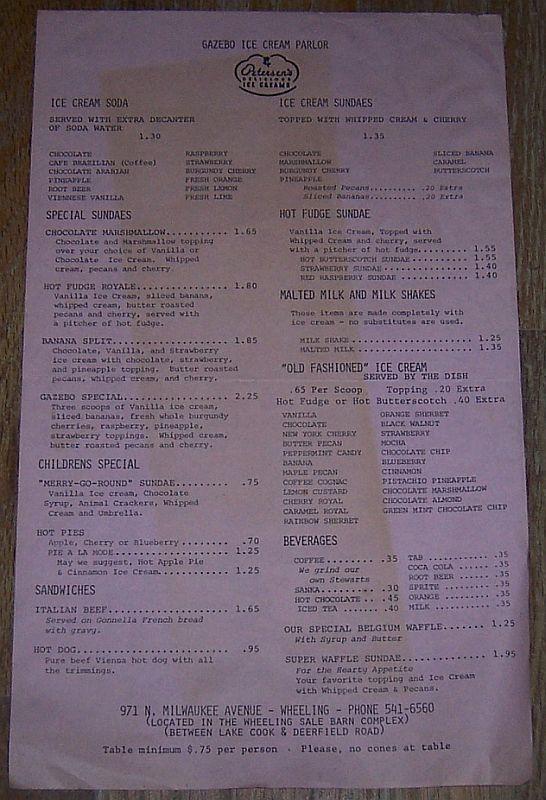 GAZEBO ICE CREAM PARLOR
Petersen's
DELICIOUS
ICE CREAMS
ICE CREAM SODA
SERVED WITH EXTRA DECANTER
OF SODA WATER
1.30
CHOCOLATE RASPBERRY
CAFE BRAZILIAN (Coffee) STRAWBERRY
CHOCOLATE ARABIAN BURGUNDY CHERRY
PINEAPPLE FRESH ORANGE
ROOT BEER FRESH LEMON
VIENNESE VANILLA FRESH LIME
SPECIAL SUNDAES
CHOCOLATE MARSHMALLOW........... 1.65
Chocolate and Marshmallow topping
over your choice of Vanilla or
Chocolate Ice Cream. Whipped
cream, pecans and cherry.
HOT FUDGE ROYALE................ 1.80
Vanilla Ice Cream, sliced banana,
whipped cream, butter roasted
pecans and cherry, served with
a pitcher of hot fudge.
BANANA SPLIT.................... 1.85
Chocolate, Vanilla, and Strawberry
ice cream with chocolate, strawberry,
and pineapple topping. Butter roasted
pecans, whipped cream, and cherry.
GAZEBO SPECIAL.................. 2.25
Three scoops of Vanilla ice cream,
sliced bananas, fresh whole burgundy
cherries, raspberry, pineapple,
strawberry toppings. Whipped cream,
butter roasted pecans and cherry.
CHILDRENS SPECIAL
"MERRY-GO-ROUND" SUNDAE......... .75
Vanilla Ice cream, Chocolate
Syrup, Animal Crackers, Whipped
Cream and Umbrella.
HOT PIES
Apple, Cherry or Blueberry........ .70
PIE A LA MODE.................... 1.25
May we suggest, Hot Apple Pie
& Cinnamon Ice Cream........... 1.25
SANDWICHES
ITALIAN BEEF..................... 1.65
Served on Gonnella French bread
with gravy.
HOT DOG.......................... .95
Pure beef Vienna hot dog with all
the trimmings.
ICE CREAM SUNDAES
TOPPED WITH WHIPPED CREAM & CHERRY
1.35
CHOCOLATE SLICED BANANA
MARSHMALLOW CARAMEL
BURGUNDY CHERRY BUTTERSCOTCH
PINEAPPLE
Roasted Pecans.......... .20 Extra
Sliced Bananas.......... .20 Extra
HOT FUDGE SUNDAE
Vanilla Ice Cream, Topped with
Whipped Cream and cherry, served
with a pitcher of hot fudge........ 1.55
HOT BUTTERSCOTCH SUNDAE........... 1.55
STRAWBERRY SUNDAE................. 1.40
RED RASPBERRY SUNDAE ............. 1.40
MALTED MILK AND MILK SHAKES
These items are made completely with
ice cream - no substitutes are used.
MILK SHAKE........................ 1.25
MALTED MILK....................... 1.35
"OLD FASHIONED" ICE CREAM
SERVED BY THE DISH
.65 Per Scoop Topping .20 Extra
Hot Fudge or Hot Butterscotch .40 Extra
VANILLA ORANGE SHERBET
CHOCOLATE BLACK WALNUT
NEW YORK CHERRY STRAWBERRY
BUTTER PECAN MOCHA
PEPPERMINT CANDY CHOCOLATE CHIP
BANANA BLUEBERRY
MAPLE PECAN CINNAMON
COFFEE COGNAC PISTACHIO PINEAPPLE
LEMON CUSTARD CHOCOLATE MARSHMALLOW
CHERRY ROYAL CHOCOLATE ALMOND
CARAMEL ROYAL GREEN MINT CHOCOLATE CHIP
RAINBOW SHERBET
BEVERAGES
COFFEE.......... .35 TAB ............ .35
We grind our COCA COLA ...... .35
own Stewarts ROOT BEER ...... .35
SANKA........... .30 SPRITE ......... .35
HOT CHOCOLATE .. .45 ORANGE ......... .35
ICED TEA ....... .40 MILK ........... .35
OUR SPECIAL BELGIUM WAFFLE....... 1.25
With Syrup and Butter
SUPER WAFFLE SUNDAE.............. 1.95
For the Hearty Appetite
Your favorite topping and Ice Cream
with Whipped Cream & Pecans.
971 N. MILWAUKEE AVENUE - WHEELING - PHONE 541-6560
(LOCATED IN THE WHEELING SALE BARN COMPLEX)
(BETWEEN LAKE COOK & DEERFIELD ROAD)
Table minimum $.75 per person · Please, no cones at table